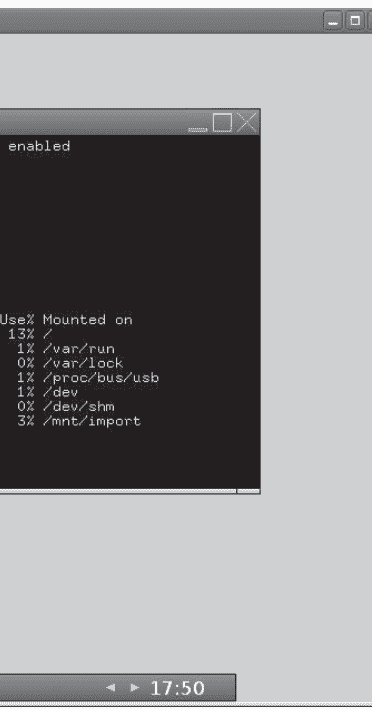 enabled
Use% Mounted on
13% /
1% /var/run
0% /var/lock
1% /proc/bus/usb
1% /dev
0% /dev/shm
3% /mnt/import
17:50